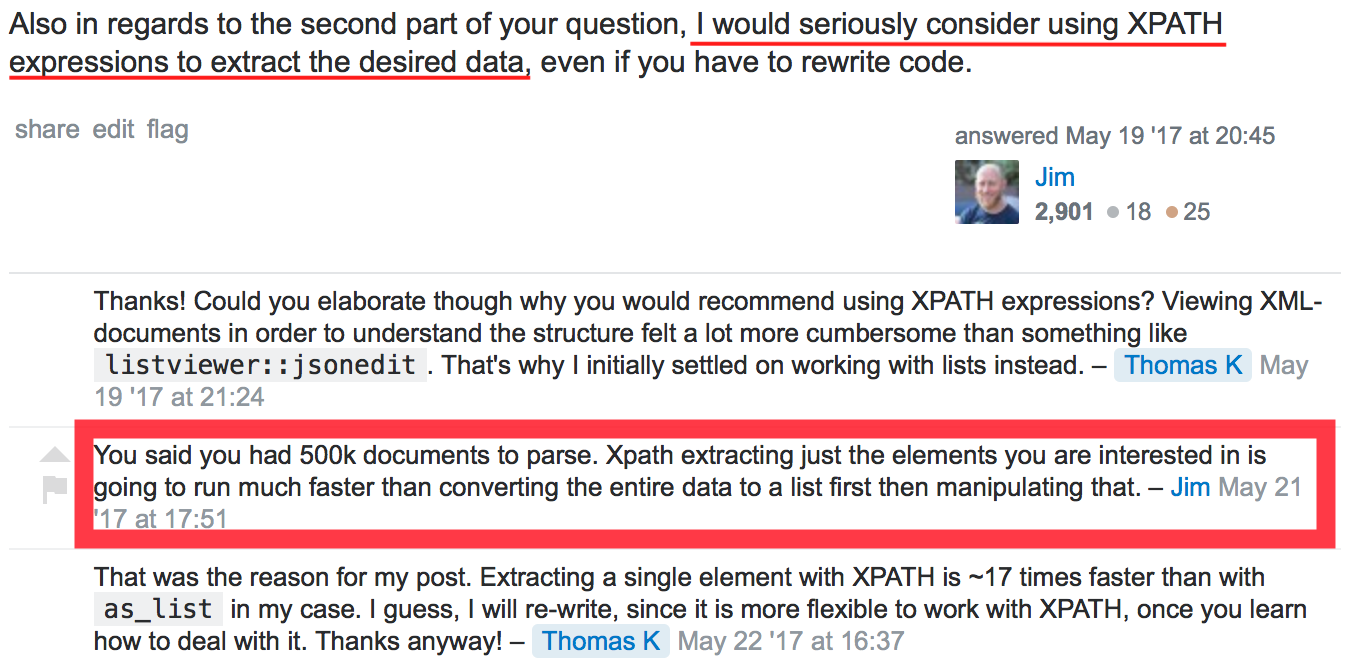 Also in regards to the second part of your question, I would seriously consider using XPATH
expressions to extract the desired data, even if you have to rewrite code.
share edit flag
answered May 19 '17 at 20:45
Jim
2,901 18 25
Thanks! Could you elaborate though why you would recommend using XPATH expressions? Viewing XML-
documents in order to understand the structure felt a lot more cumbersome than something like
listviewer::jsonedit . That's why I initially settled on working with lists instead. – Thomas K May
19 '17 at 21:24
You said you had 500k documents to parse. Xpath extracting just the elements you are interested in is
going to run much faster than converting the entire data to a list first then manipulating that. – Jim May 21
'17 at 17:51
That was the reason for my post. Extracting a single element with XPATH is ~17 times faster than with
as_list in my case. I guess, I will re-write, since it is more flexible to work with XPATH, once you learn
how to deal with it. Thanks anyway! – Thomas K May 22 '17 at 16:37